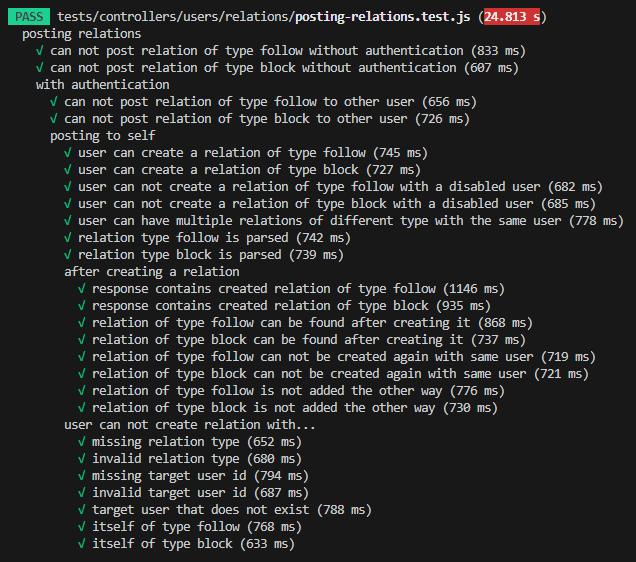 PASS tests/controllers/users/relations/posting-relations.test.js (24.813 s)
posting relations
√ can not post relation of type follow without authentication (833 ms)
√ can not post relation of type block without authentication (607 ms)
with authentication
√ can not post relation of type follow to other user (656 ms)
√ can not post relation of type block to other user (726 ms)
posting to self
√ user can create a relation of type follow (745 ms)
√ user can create a relation of type block (727 ms)
√ user can not create a relation of type follow with a disabled user (682 ms)
√ user can not create a relation of type block with a disabled user (685 ms)
√ user can have multiple relations of different type with the same user (778 ms)
√ relation type follow is parsed (742 ms)
√ relation type block is parsed (739 ms)
after creating a relation
√ response contains created relation of type follow (1146 ms)
√ response contains created relation of type block (935 ms)
√ relation of type follow can be found after creating it (868 ms)
√ relation of type block can be found after creating it (737 ms)
√ relation of type follow can not be created again with same user (719 ms)
√ relation of type block can not be created again with same user (721 ms)
√ relation of type follow is not added the other way (776 ms)
√ relation of type block is not added the other way (730 ms)
user can not create relation with...
√ missing relation type (652 ms)
√ invalid relation type (680 ms)
√ missing target user id (794 ms)
√ invalid target user id (687 ms)
√ target user that does not exist (788 ms)
√ itself of type follow (768 ms)
√ itself of type block (633 ms)